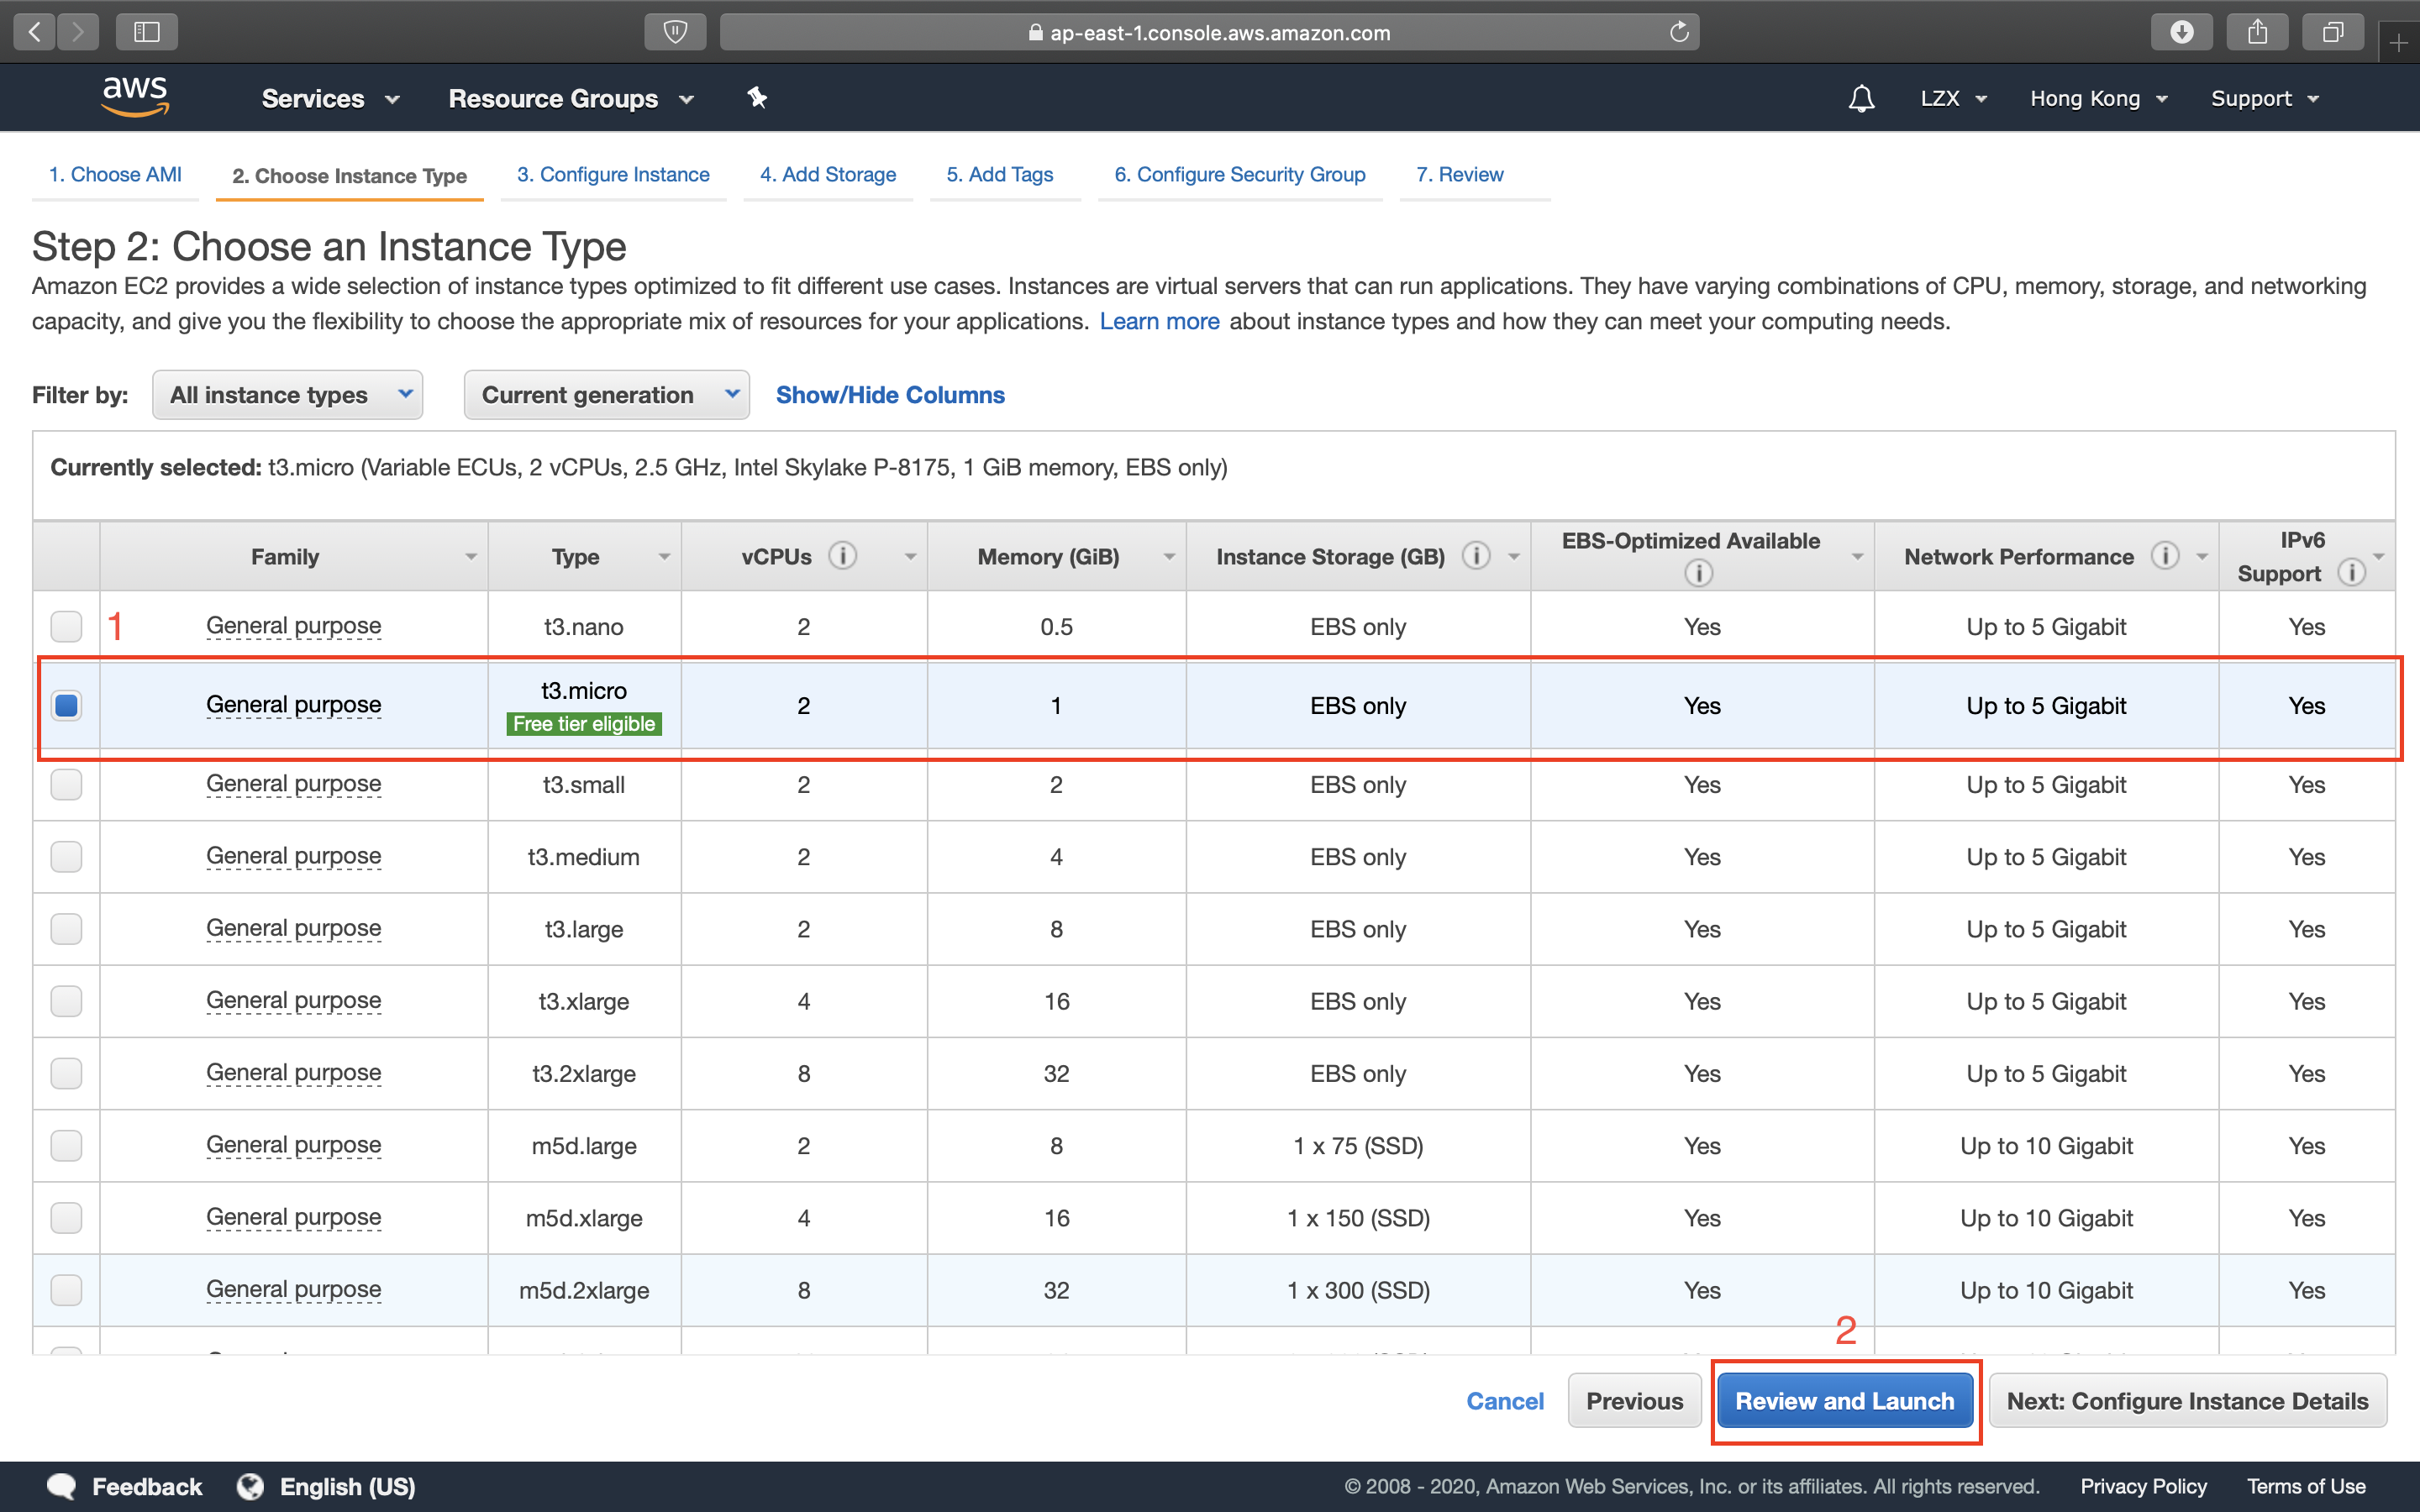 ap-east-1.console.aws.amazon.com
aws Services Resource Groups LZX Hong Kong Support
1. Choose AMI 2. Choose Instance Type 3. Configure Instance 4. Add Storage 5. Add Tags 6. Configure Security Group 7. Review
Step 2: Choose an Instance Type
Amazon EC2 provides a wide selection of instance types optimized to fit different use cases. Instances are virtual servers that can run applications. They have varying combinations of CPU, memory, storage, and networking
capacity, and give you the flexibility to choose the appropriate mix of resources for your applications. Learn more about instance types and how they can meet your computing needs.
Filter by: All instance types Current generation Show/Hide Columns
Currently selected: t3.micro (Variable ECUs, 2 vCPUs, 2.5 GHz, Intel Skylake P-8175, 1 GiB memory, EBS only)
Family Type vCPUs Memory (GiB) Instance Storage (GB) EBS-Optimized Available Network Performance IPv6 Support
1 General purpose t3.nano 2 0.5 EBS only Yes Up to 5 Gigabit Yes
General purpose t3.micro 2 1 EBS only Yes Up to 5 Gigabit Yes
Free tier eligible
General purpose t3.small 2 2 EBS only Yes Up to 5 Gigabit Yes
General purpose t3.medium 2 4 EBS only Yes Up to 5 Gigabit Yes
General purpose t3.large 2 8 EBS only Yes Up to 5 Gigabit Yes
General purpose t3.xlarge 4 16 EBS only Yes Up to 5 Gigabit Yes
General purpose t3.2xlarge 8 32 EBS only Yes Up to 5 Gigabit Yes
General purpose m5d.large 2 8 1 x 75 (SSD) Yes Up to 10 Gigabit Yes
General purpose m5d.xlarge 4 16 1 x 150 (SSD) Yes Up to 10 Gigabit Yes
General purpose m5d.2xlarge 8 32 1 x 300 (SSD) Yes Up to 10 Gigabit Yes
2
Cancel Previous Review and Launch Next: Configure Instance Details
Feedback English (US) © 2008 - 2020, Amazon Web Services, Inc. or its affiliates. All rights reserved. Privacy Policy Terms of Use